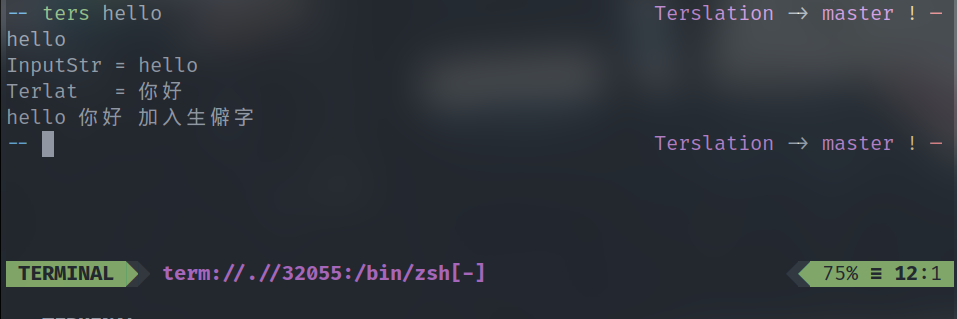 -- ters hello Terslation -> master ! -
hello
InputStr = hello
Terlat   = 你好
hello 你好 加入生僻字
-- Terslation -> master ! -
TERMINAL term://.//32055:/bin/zsh[-] 75% ≡ 12:1